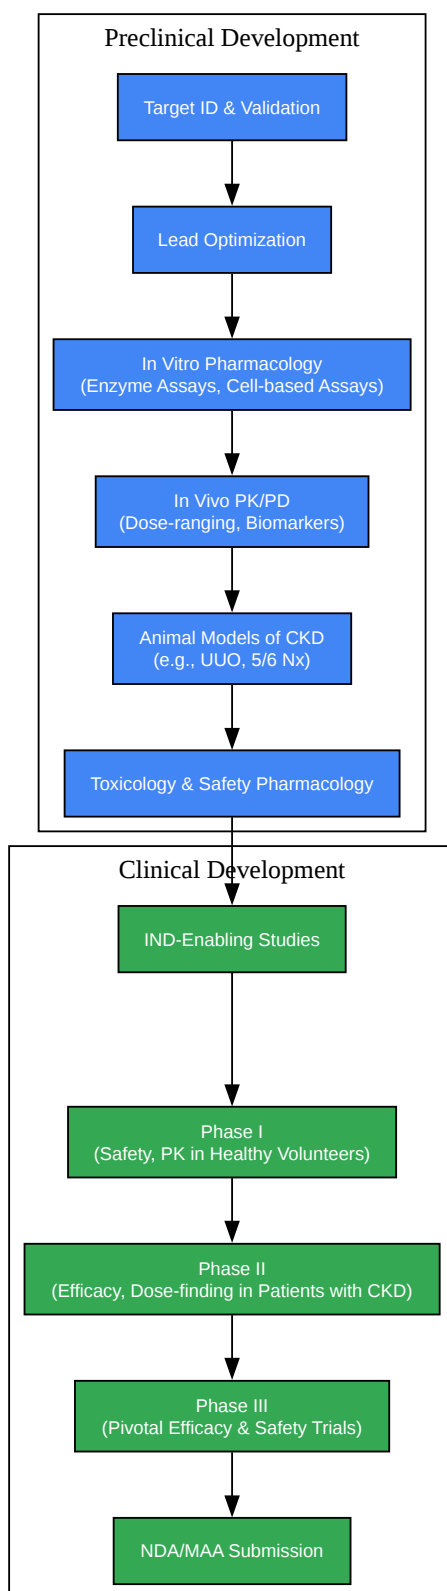 Preclinical Development
Target ID & Validation
Lead Optimization
In Vitro Pharmacology
(Enzyme Assays, Cell-based Assays)
In Vivo PK/PD
(Dose-ranging, Biomarkers)
Animal Models of CKD
(e.g., UUO, 5/6 Nx)
Toxicology & Safety Pharmacology
Clinical Development
IND-Enabling Studies
Phase I
(Safety, PK in Healthy Volunteers)
Phase II
(Efficacy, Dose-finding in Patients with CKD)
Phase III
(Pivotal Efficacy & Safety Trials)
NDA/MAA Submission